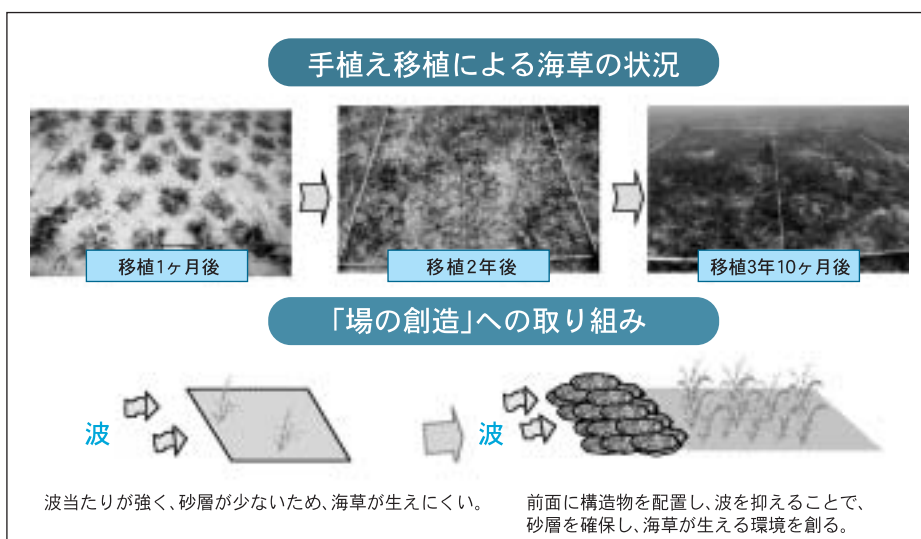 手植え移植による海草の状況
移植1ヶ月後
移植2年後
移植3年10ヶ月後
「場の創造」への取り組み
波
波
波当たりが強く、砂層が少ないため、海草が生えにくい。
前面に構造物を配置し、波を抑えることで、
砂層を確保し、海草が生える環境を創る。